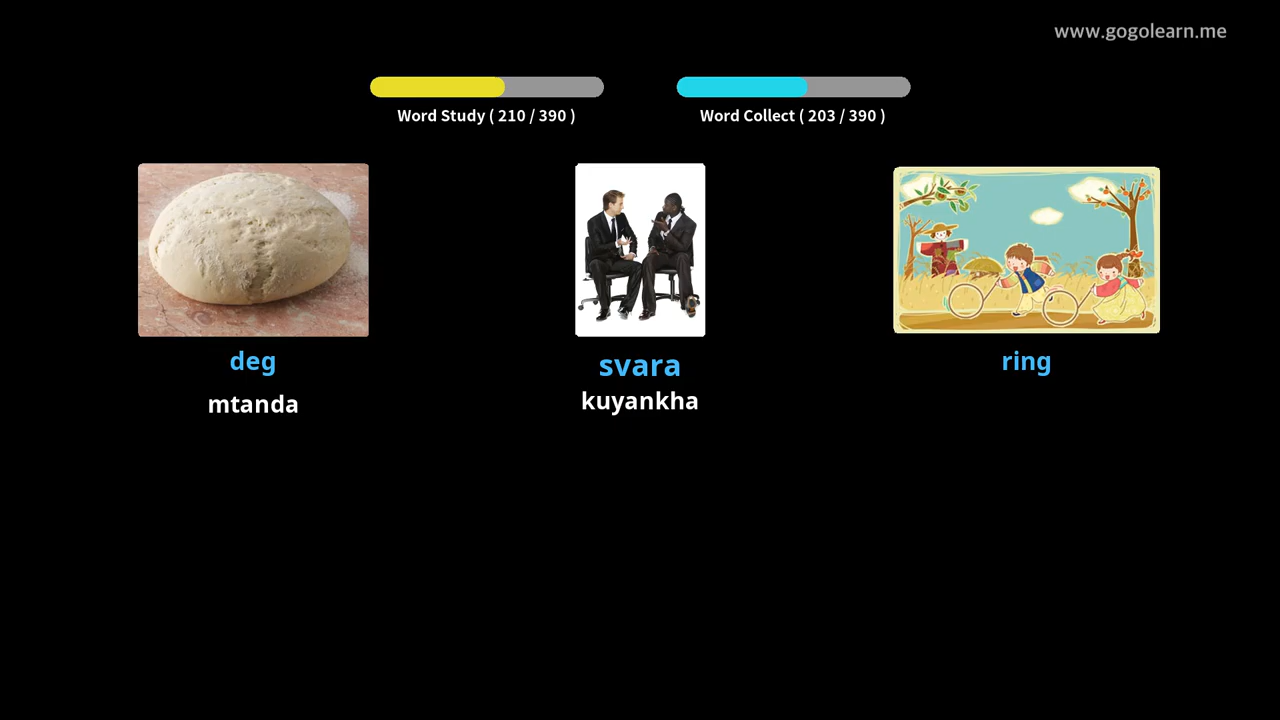 www.gogolearn.me
Word Study ( 210 / 390 )
Word Collect ( 203 / 390 )
deg
svara
ring
mtanda
kuyankha